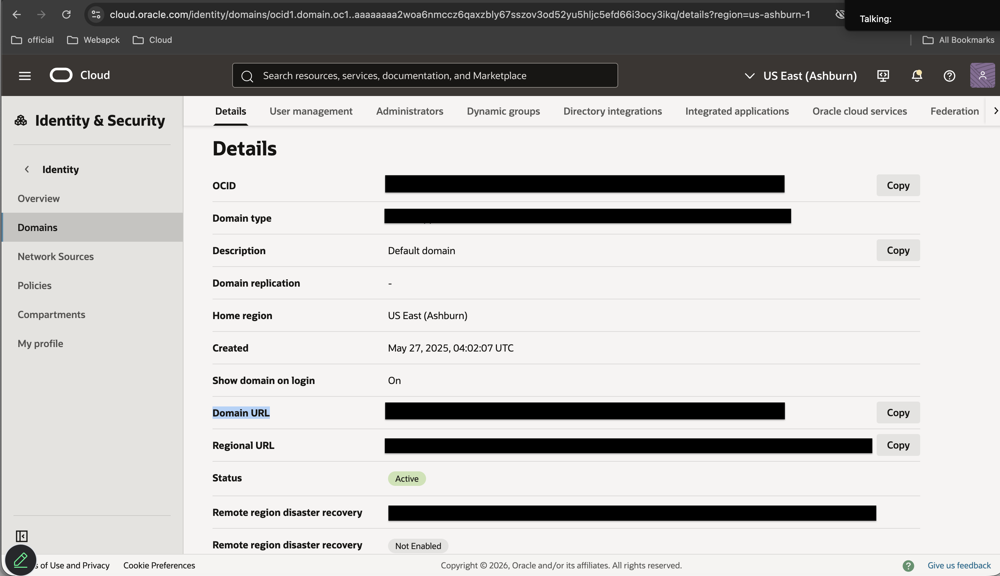 cloud.oracle.com/identity/domains/ocid1.domain.oc1..aaaaaaaa2woa6nmccz6qaxzbly67sszov3od52yu5hljc5efd66i3ocy3ikq/details?region=us-ashburn-1
Talking:
official Webapck Cloud All Bookmarks
Cloud Search resources, services, documentation, and Marketplace US East (Ashburn)
Identity & Security
Identity
Overview
Domains
Network Sources
Policies
Compartments
My profile
Details User management Administrators Dynamic groups Directory integrations Integrated applications Oracle cloud services Federation
Details
OCID Copy
Domain type
Description Default domain Copy
Domain replication -
Home region US East (Ashburn)
Created May 27, 2025, 04:02:07 UTC
Show domain on login On
Domain URL Copy
Regional URL Copy
Status Active
Remote region disaster recovery
Remote region disaster recovery Not Enabled
of Use and Privacy Cookie Preferences Copyright © 2026, Oracle and/or its affiliates. All rights reserved. Give us feedback